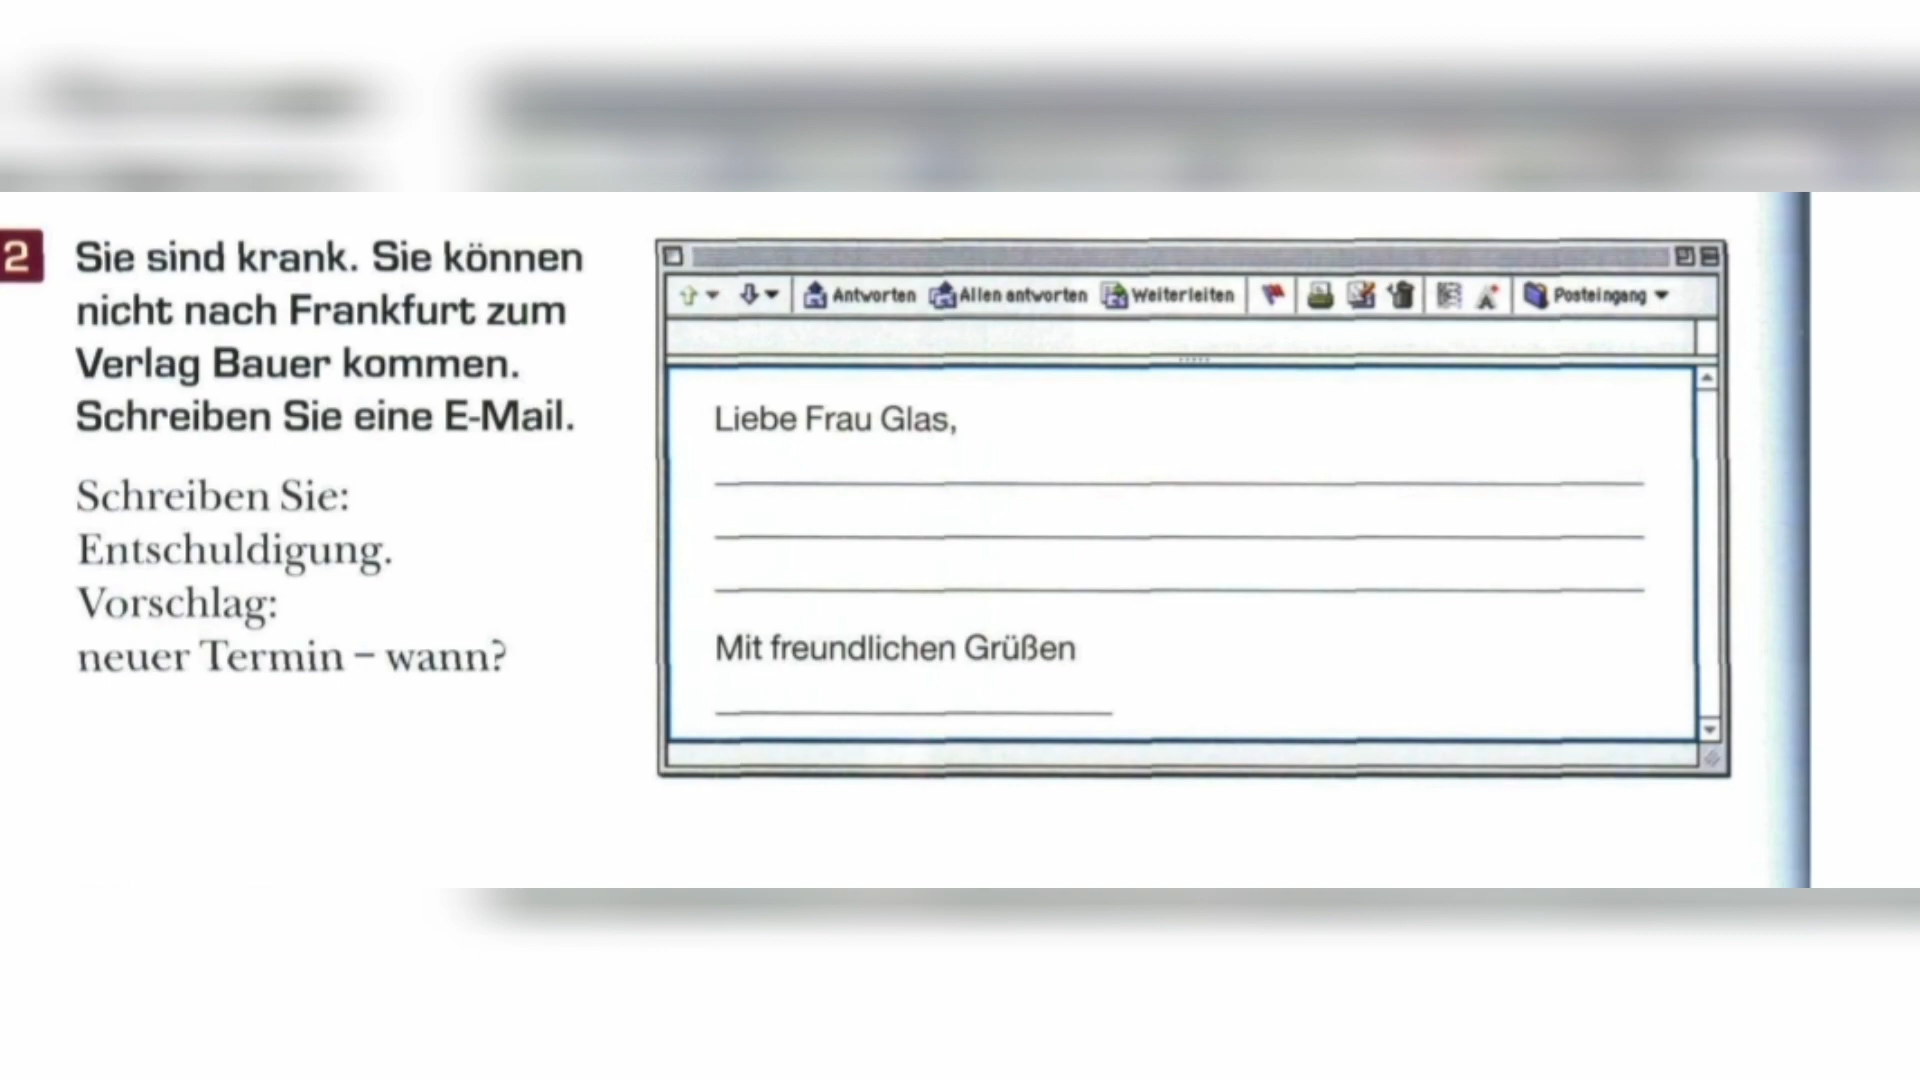 2
Sie sind krank. Sie können
nicht nach Frankfurt zum
Verlag Bauer kommen.
Schreiben Sie eine E-Mail.
Schreiben Sie:
Entschuldigung.
Vorschlag:
neuer Termin – wann?
Antworten Allen antworten Weiterleiten Posteingang
Liebe Frau Glas,
Mit freundlichen Grüßen